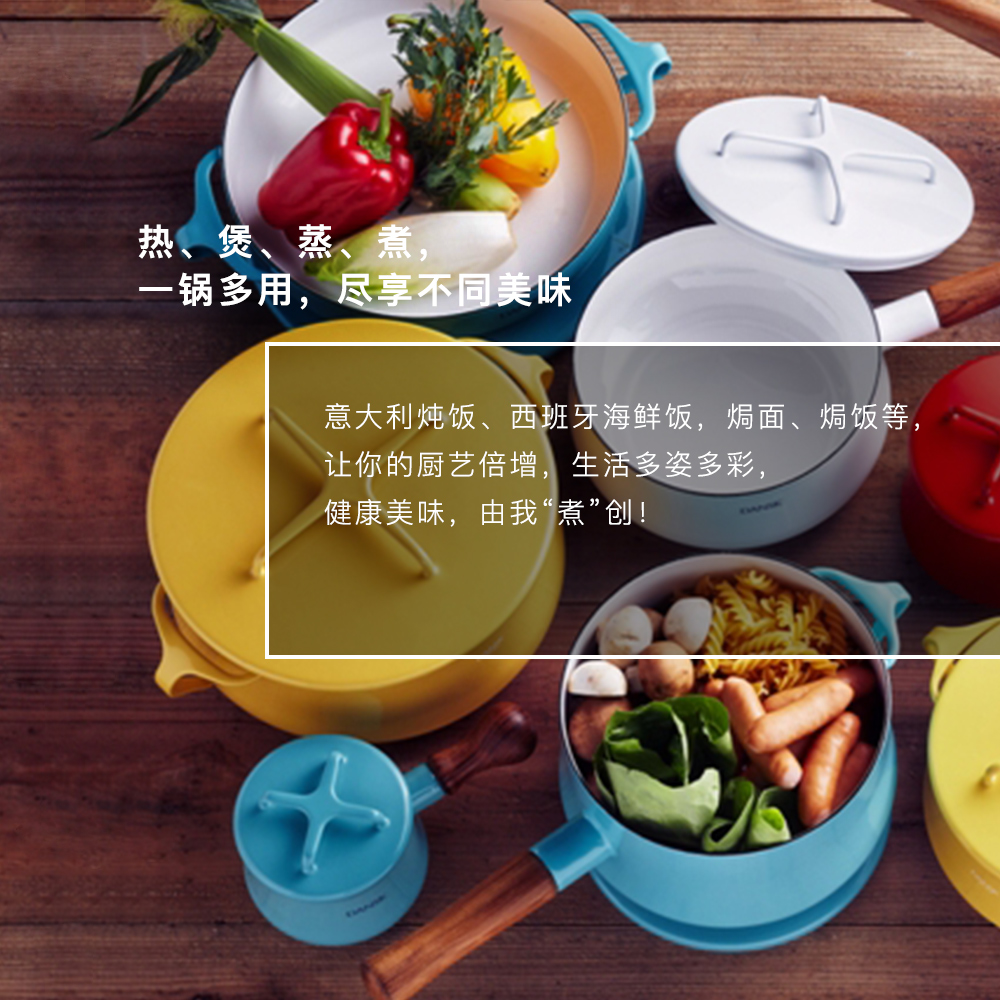 热、煲、蒸、煮，
一锅多用，尽享不同美味
意大利炖饭、西班牙海鲜饭，焗面、焗饭等，
让你的厨艺倍增，生活多姿多彩，
健康美味，由我“煮”创！
DANSK
DANSK